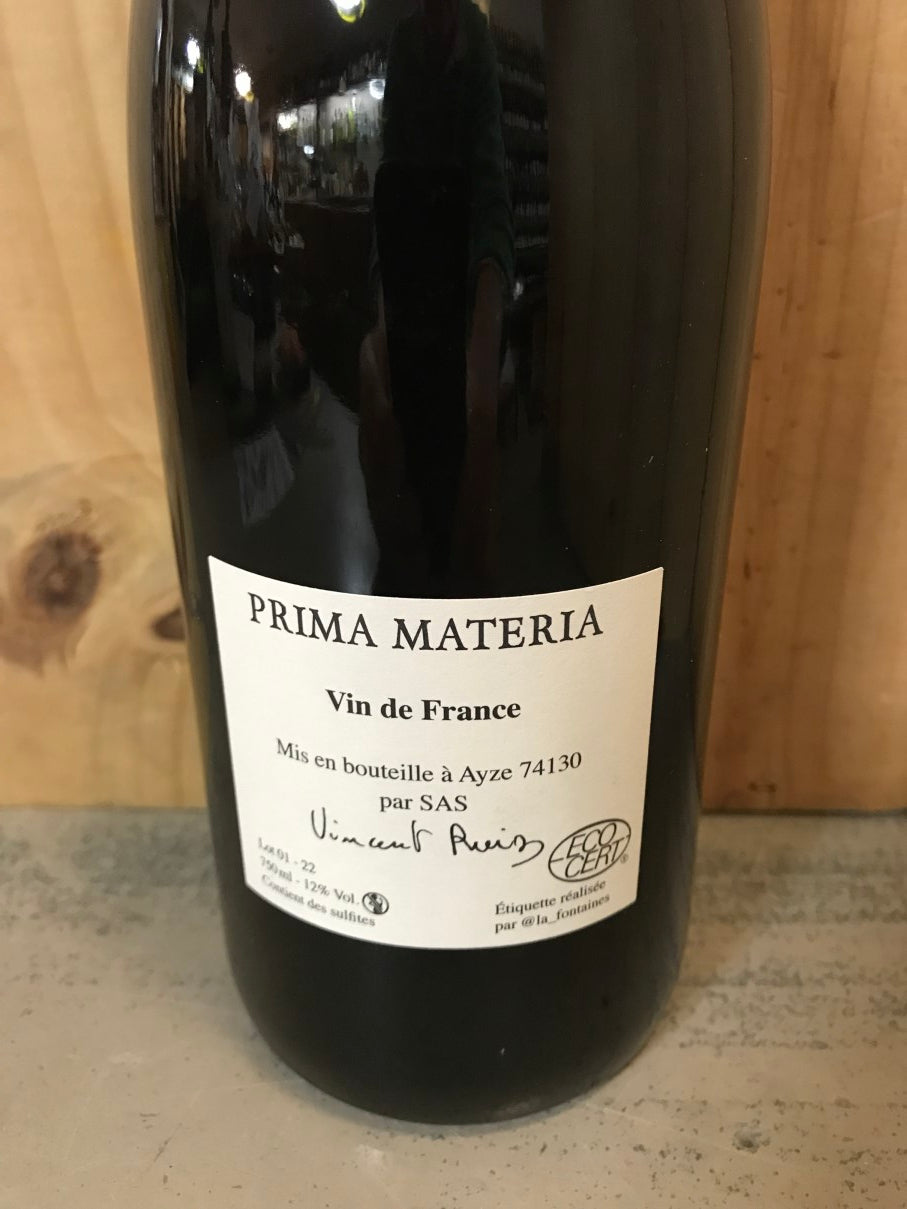 PRIMA MATERIA
Vin de France
Mis en bouteille à Ayze 74130
par SAS
Vincent Ruiz
ECO
CERT®
Lot 01 - 22
750 ml - 12% Vol.
Contient des sulfites
Étiquette réalisée
par @la_fontaines